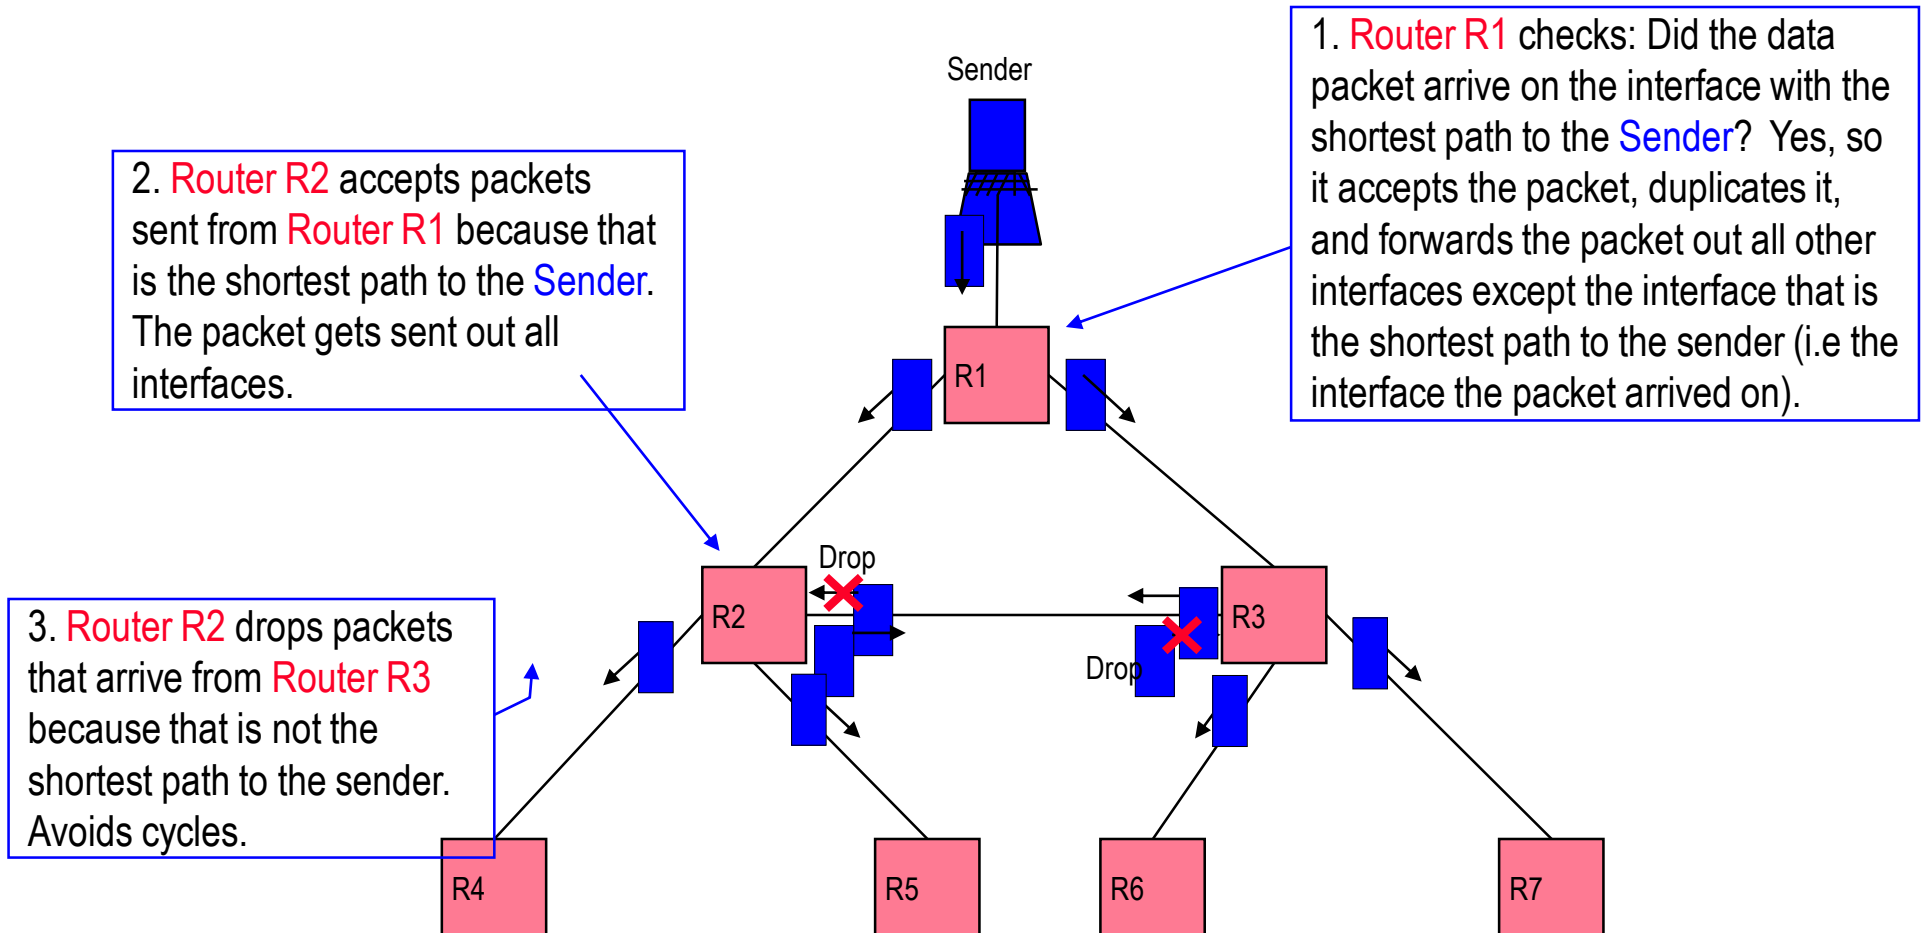 Sender
1. Router R1 checks: Did the data
packet arrive on the interface with the
shortest path to the Sender?  Yes, so
it accepts the packet, duplicates it,
and forwards the packet out all other
interfaces except the interface that is
the shortest path to the sender (i.e the
interface the packet arrived on).
2. Router R2 accepts packets
sent from Router R1 because that
is the shortest path to the Sender.
The packet gets sent out all
interfaces.
R1
Drop
R2
R3
Drop
3. Router R2 drops packets
that arrive from Router R3
because that is not the
shortest path to the sender.
Avoids cycles.
R4
R5
R6
R7